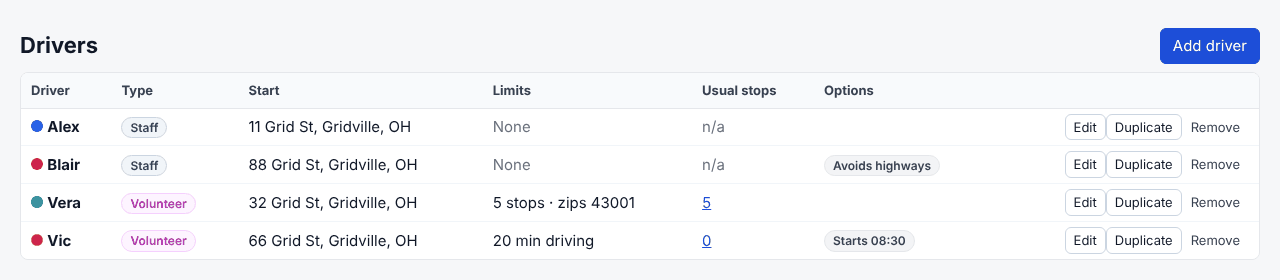 Drivers
Add driver
Driver Type Start Limits Usual stops Options
Alex Staff 11 Grid St, Gridville, OH None n/a Edit Duplicate Remove
Blair Staff 88 Grid St, Gridville, OH None n/a Avoids highways Edit Duplicate Remove
Vera Volunteer 32 Grid St, Gridville, OH 5 stops · zips 43001 5 Edit Duplicate Remove
Vic Volunteer 66 Grid St, Gridville, OH 20 min driving 0 Starts 08:30 Edit Duplicate Remove